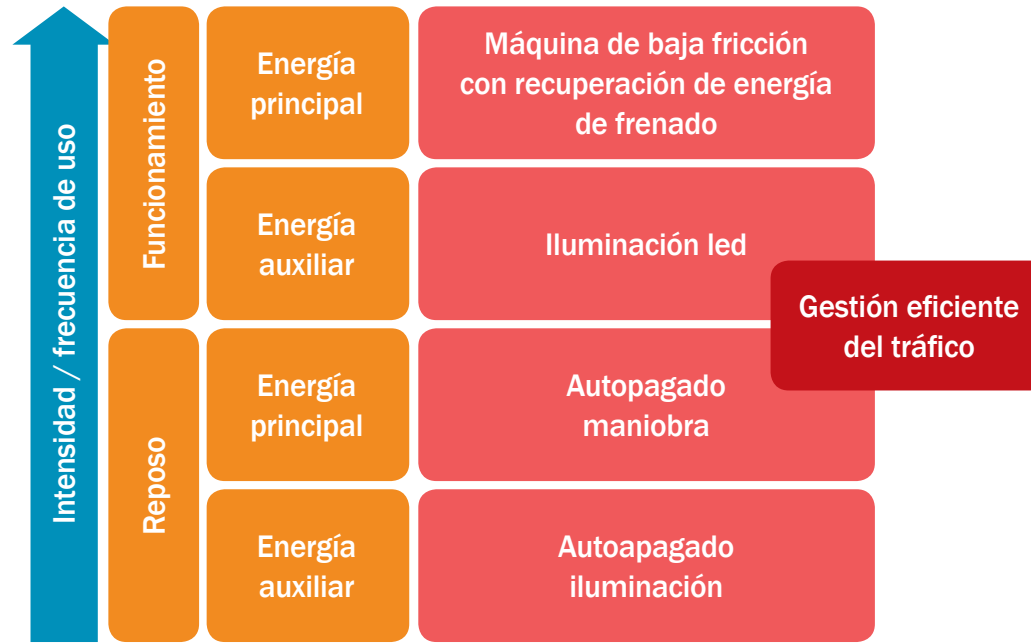 Intensidad / frecuencia de uso
Funcionamiento
Energía
principal
Máquina de baja fricción
con recuperación de energía
de frenado
Energía
auxiliar
Iluminación led
Gestión eficiente
del tráfico
Reposo
Energía
principal
Autopagado
maniobra
Energía
auxiliar
Autoapagado
iluminación